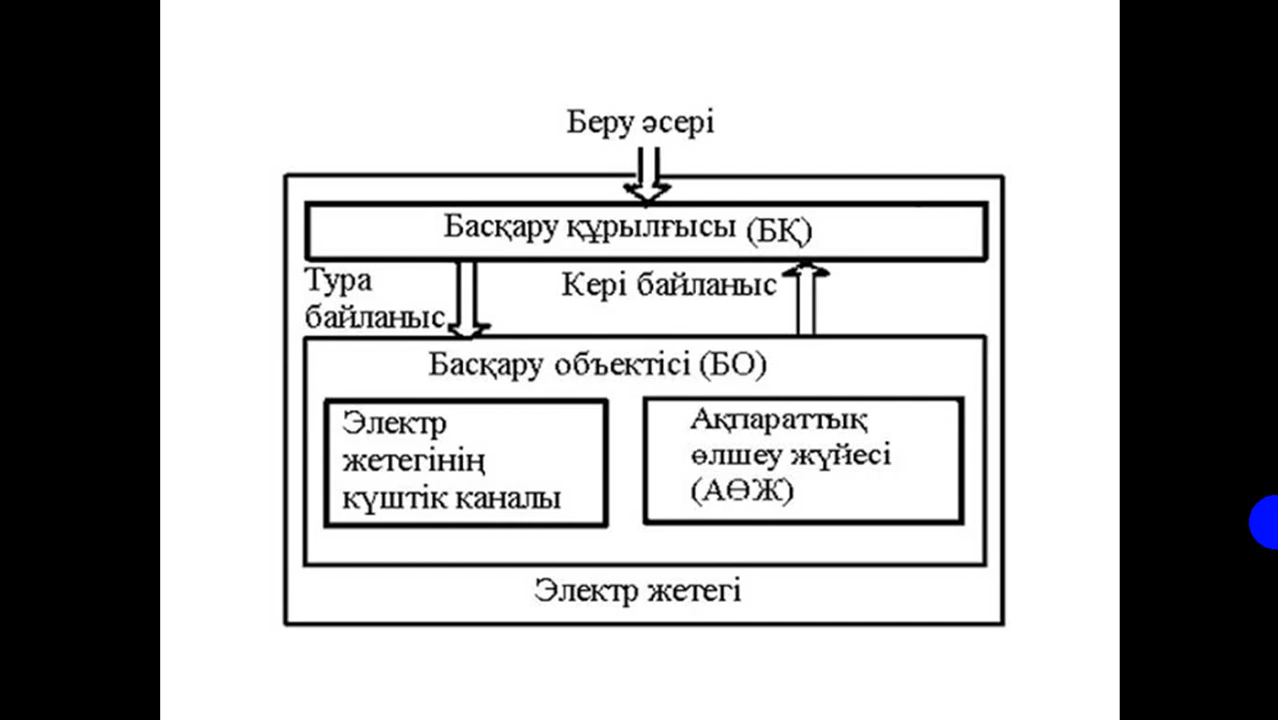 Беру әсері
Басқару құрылғысы (БҚ)
Тура
байланыс
Кері байланыс
Басқару объектісі (БО)
Электр
жетегінің
күштік каналы
Ақпараттық
өлшеу жүйесі
(АӨЖ)
Электр жетегі